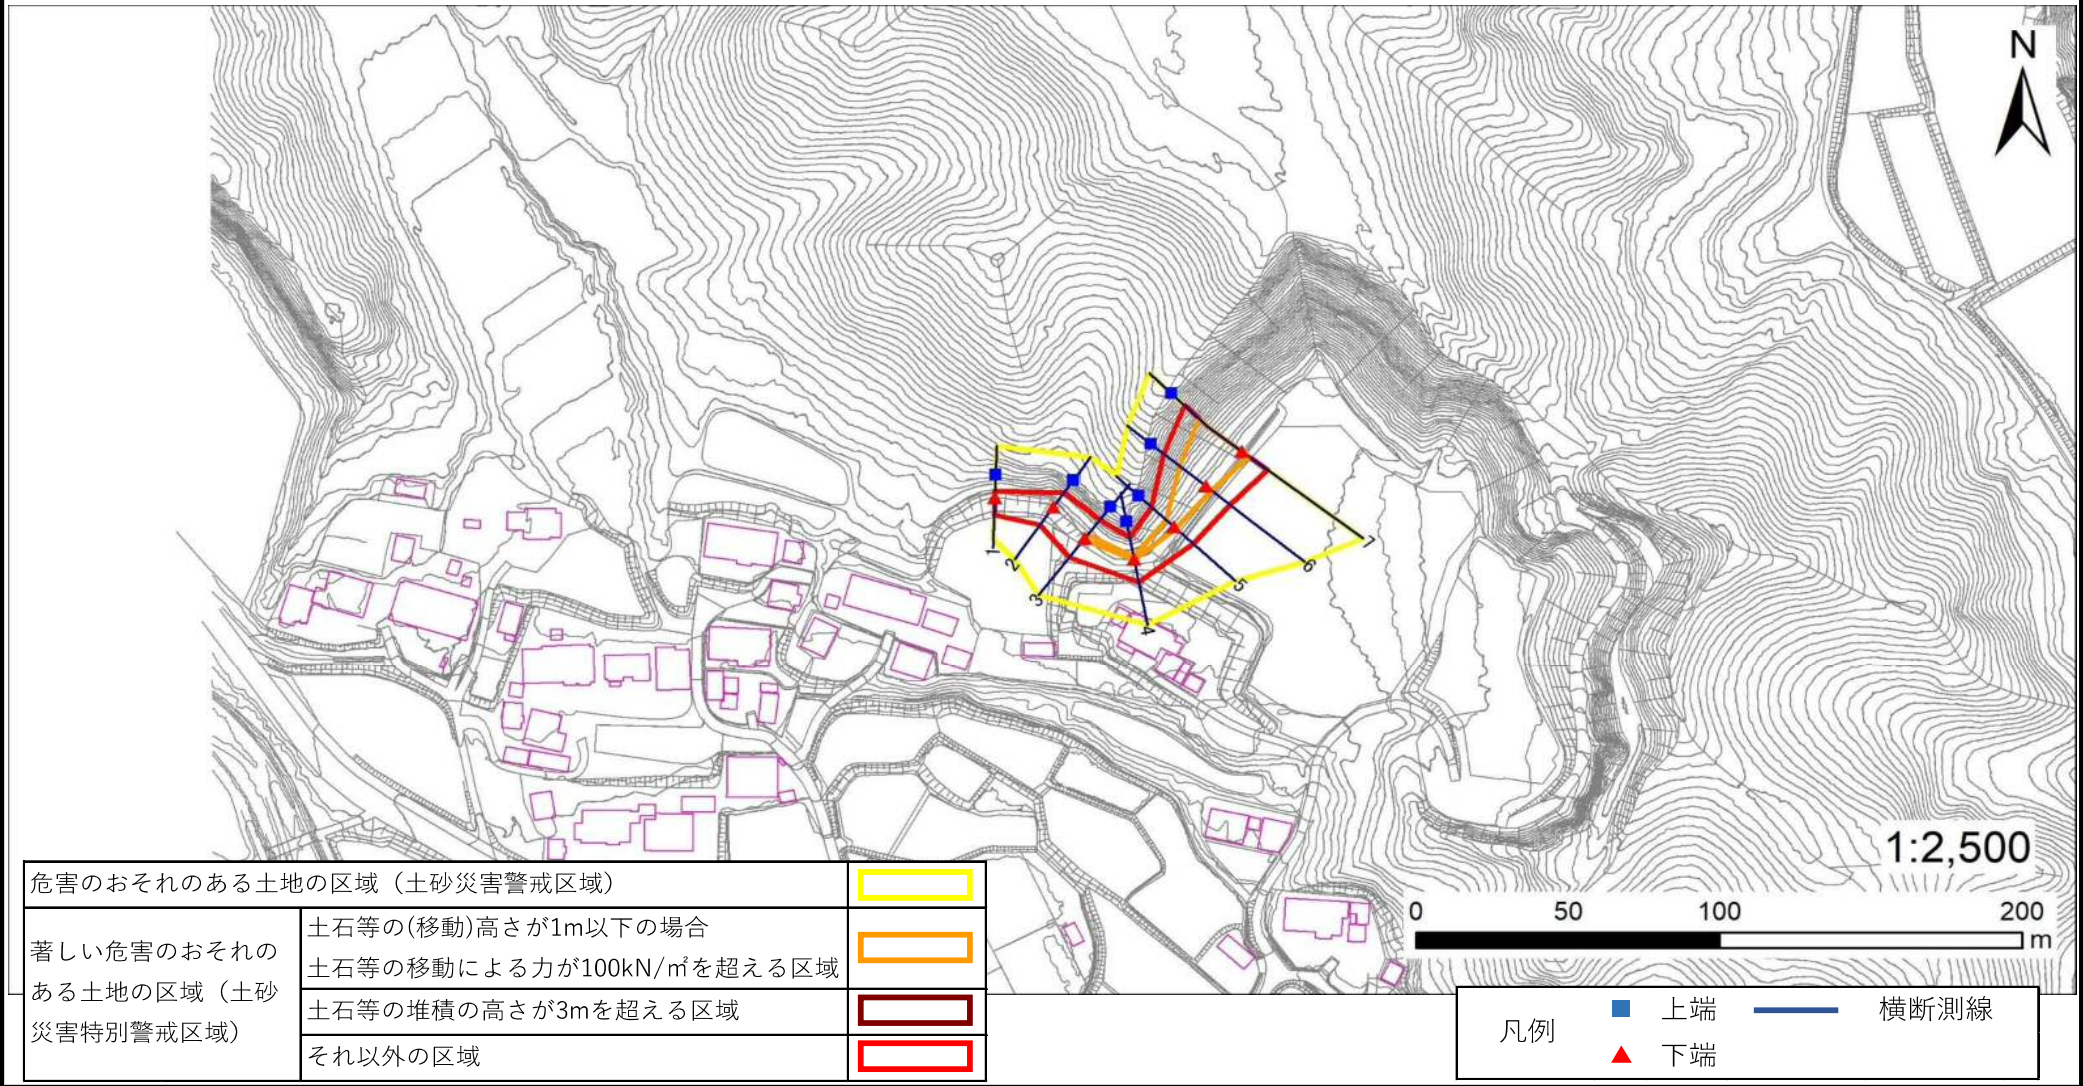 N
1
2
3
4
5
6
7
1:2,500
0 50 100 200
m
危害のおそれのある土地の区域（土砂災害警戒区域）
著しい危害のおそれの
ある土地の区域（土砂
災害特別警戒区域）
土石等の(移動)高さが1m以下の場合
土石等の移動による力が100kN/㎡を超える区域
土石等の堆積の高さが3mを超える区域
それ以外の区域
凡例
上端
横断測線
下端